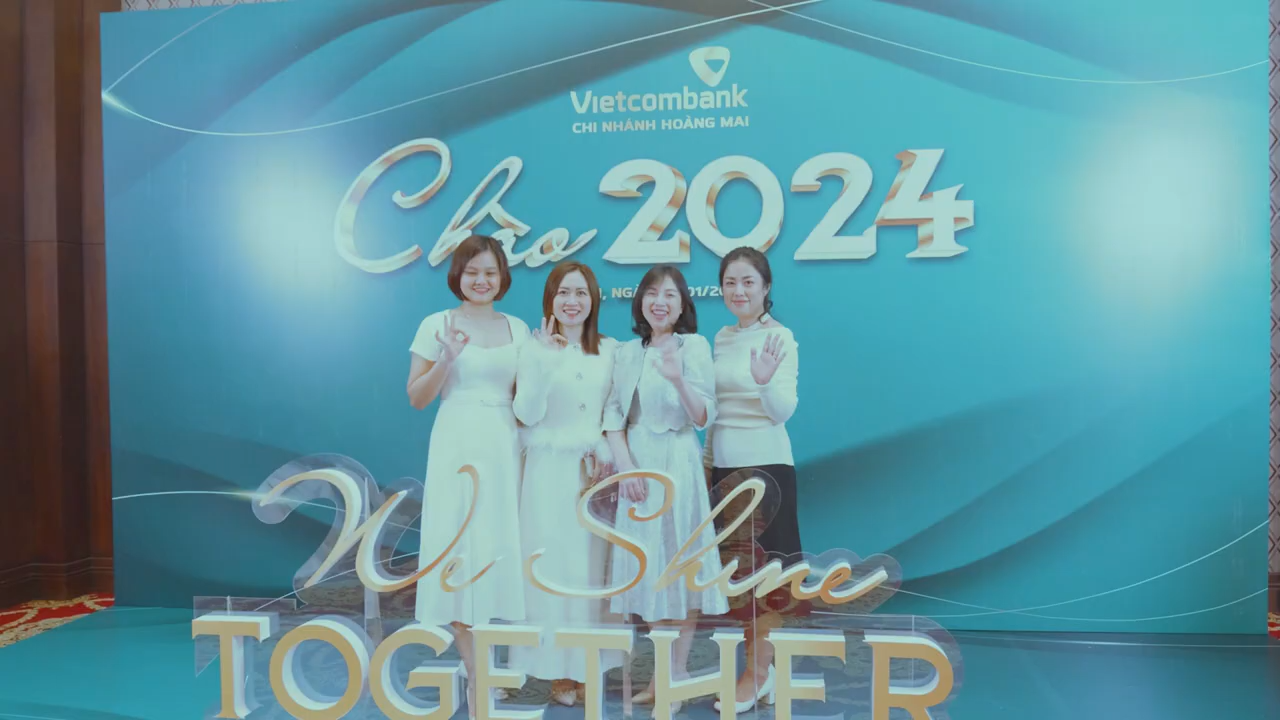 Vietcombank
CHI NHÁNH HOÀNG MAI
Chào 2024
We Shine
TOGETHER